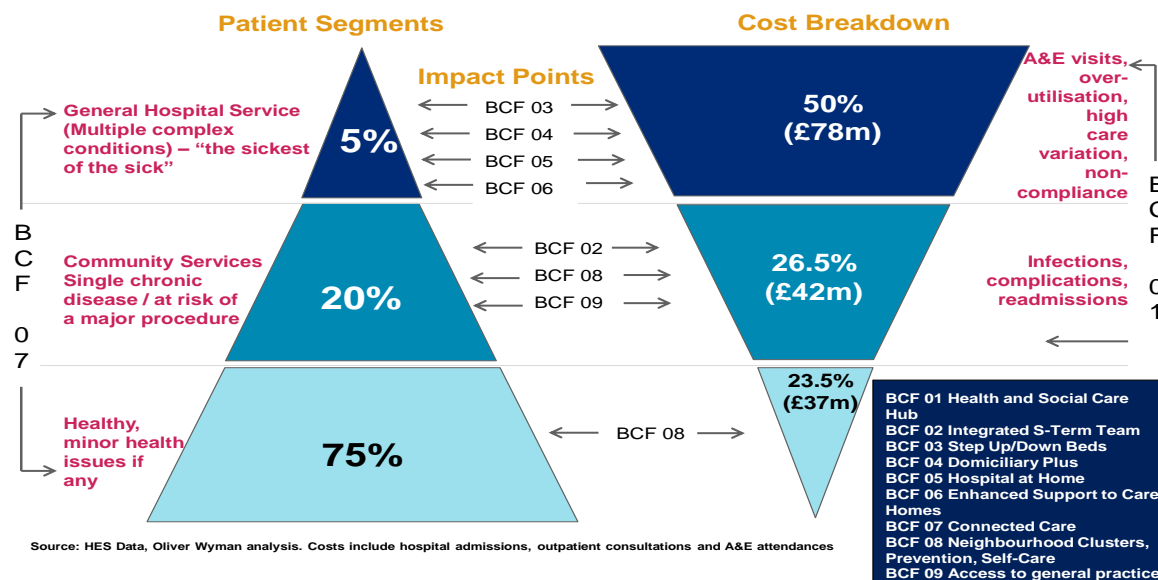 Patient Segments
Cost Breakdown
Impact Points
General Hospital Service
(Multiple complex
conditions) – “the sickest
of the sick”
5%
BCF 03
BCF 04
BCF 05
BCF 06
50%
(£78m)
A&E visits,
over-
utilisation,
high
care
variation,
non-
compliance
B
C
F
0
7
Community Services
Single chronic
disease / at risk of
a major procedure
20%
BCF 02
BCF 08
BCF 09
26.5%
(£42m)
Infections,
complications,
readmissions
B
C
F
0
1
Healthy,
minor health
issues if
any
75%
BCF 08
23.5%
(£37m)
BCF 01 Health and Social Care
Hub
BCF 02 Integrated S-Term Team
BCF 03 Step Up/Down Beds
BCF 04 Domiciliary Plus
BCF 05 Hospital at Home
BCF 06 Enhanced Support to Care
Homes
BCF 07 Connected Care
BCF 08 Neighbourhood Clusters,
Prevention, Self-Care
BCF 09 Access to general practice
Source: HES Data, Oliver Wyman analysis. Costs include hospital admissions, outpatient consultations and A&E attendances